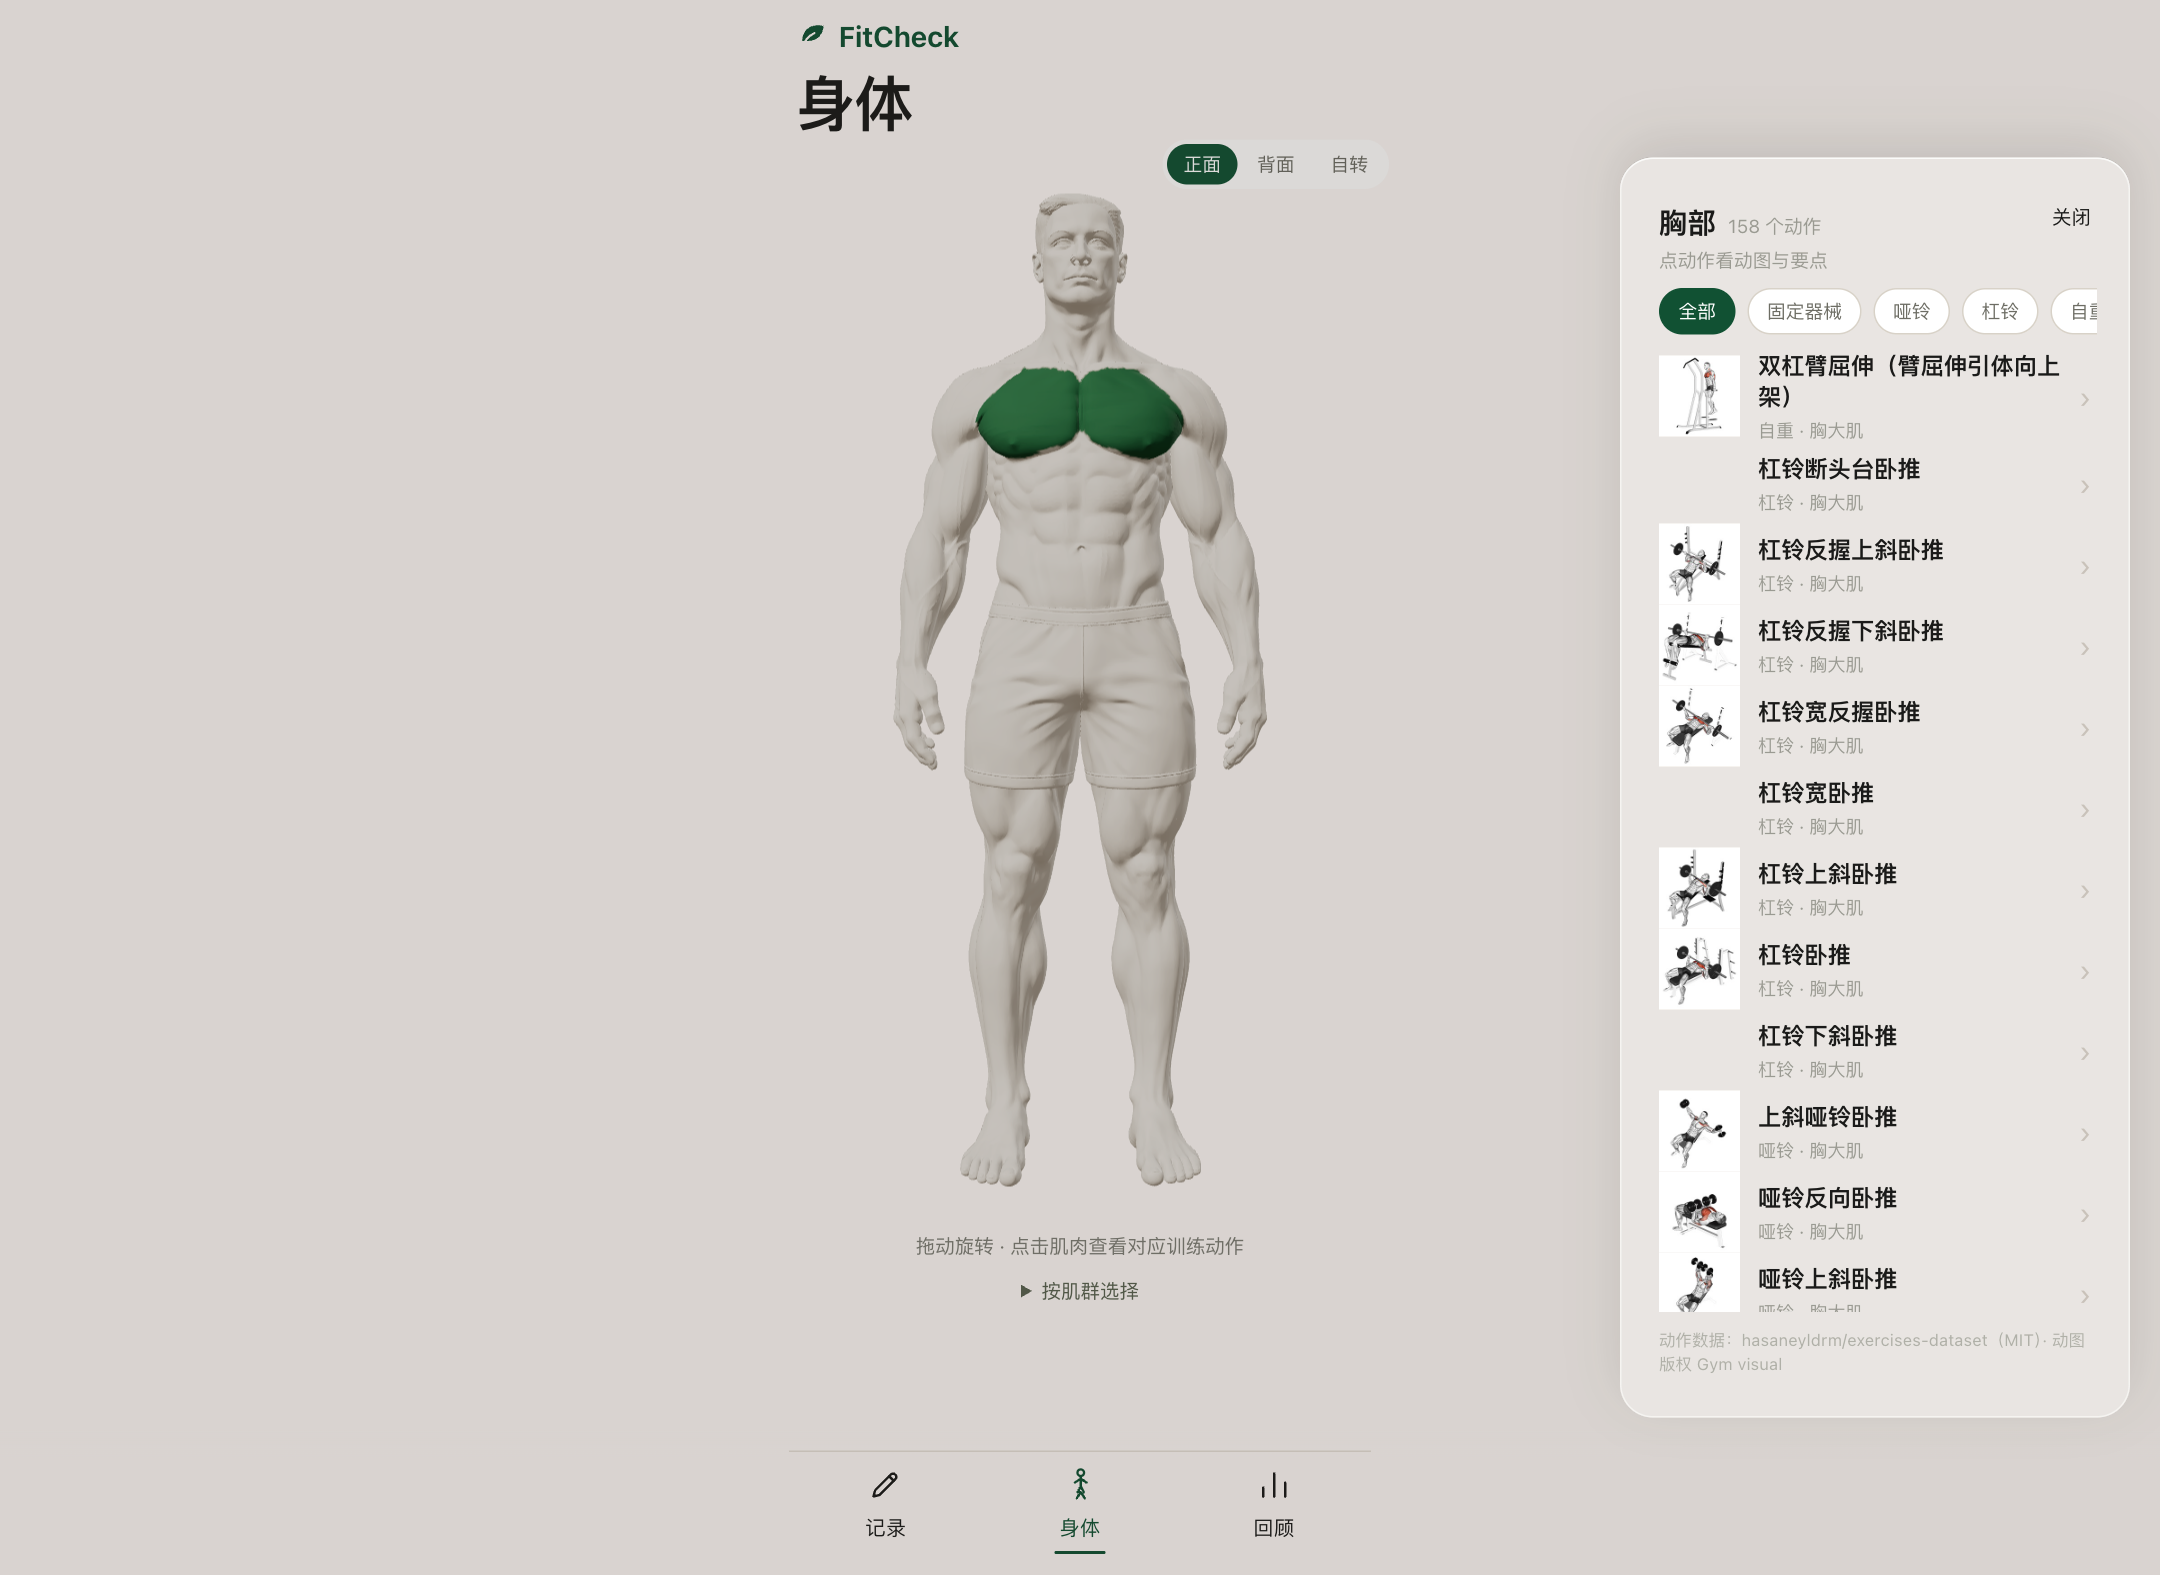 FitCheck
身体
正面 背面 自转
拖动旋转 · 点击肌肉查看对应训练动作
▶ 按肌群选择
记录 身体 回顾
胸部 158 个动作 关闭
点动作看动图与要点
全部 固定器械 哑铃 杠铃 自重
双杠臂屈伸（臂屈伸引体向上
架）
自重 · 胸大肌
杠铃断头台卧推
杠铃 · 胸大肌
杠铃反握上斜卧推
杠铃 · 胸大肌
杠铃反握下斜卧推
杠铃 · 胸大肌
杠铃宽反握卧推
杠铃 · 胸大肌
杠铃宽卧推
杠铃 · 胸大肌
杠铃上斜卧推
杠铃 · 胸大肌
杠铃卧推
杠铃 · 胸大肌
杠铃下斜卧推
杠铃 · 胸大肌
上斜哑铃卧推
哑铃 · 胸大肌
哑铃反向卧推
哑铃 · 胸大肌
哑铃上斜卧推
哑铃 · 胸大肌
动作数据：hasaneyldrm/exercises-dataset（MIT）· 动图
版权 Gym visual